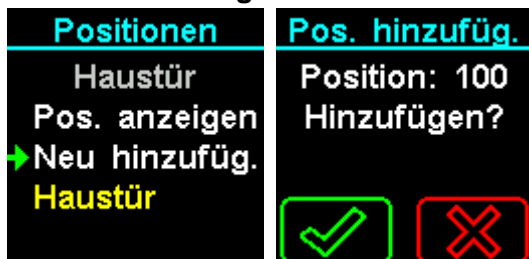 Positionen
Haustür
Pos. anzeigen
Neu hinzufüg.
Haustür
Pos. hinzufüg.
Position: 100
Hinzufügen?